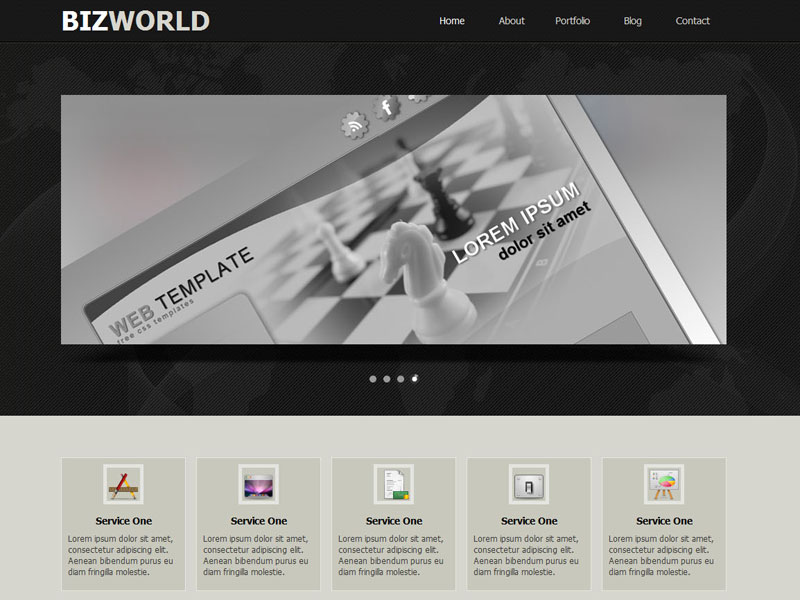 BIZWORLD
Home About Portfolio Blog Contact
LOREM IPSUM
dolor sit amet
WEB TEMPLATE
free css templates
Service One
Lorem ipsum dolor sit amet,
consectetur adipiscing elit.
Aenean bibendum purus eu
diam fringilla molestie.
Service One
Lorem ipsum dolor sit amet,
consectetur adipiscing elit.
Aenean bibendum purus eu
diam fringilla molestie.
Service One
Lorem ipsum dolor sit amet,
consectetur adipiscing elit.
Aenean bibendum purus eu
diam fringilla molestie.
Service One
Lorem ipsum dolor sit amet,
consectetur adipiscing elit.
Aenean bibendum purus eu
diam fringilla molestie.
Service One
Lorem ipsum dolor sit amet,
consectetur adipiscing elit.
Aenean bibendum purus eu
diam fringilla molestie.